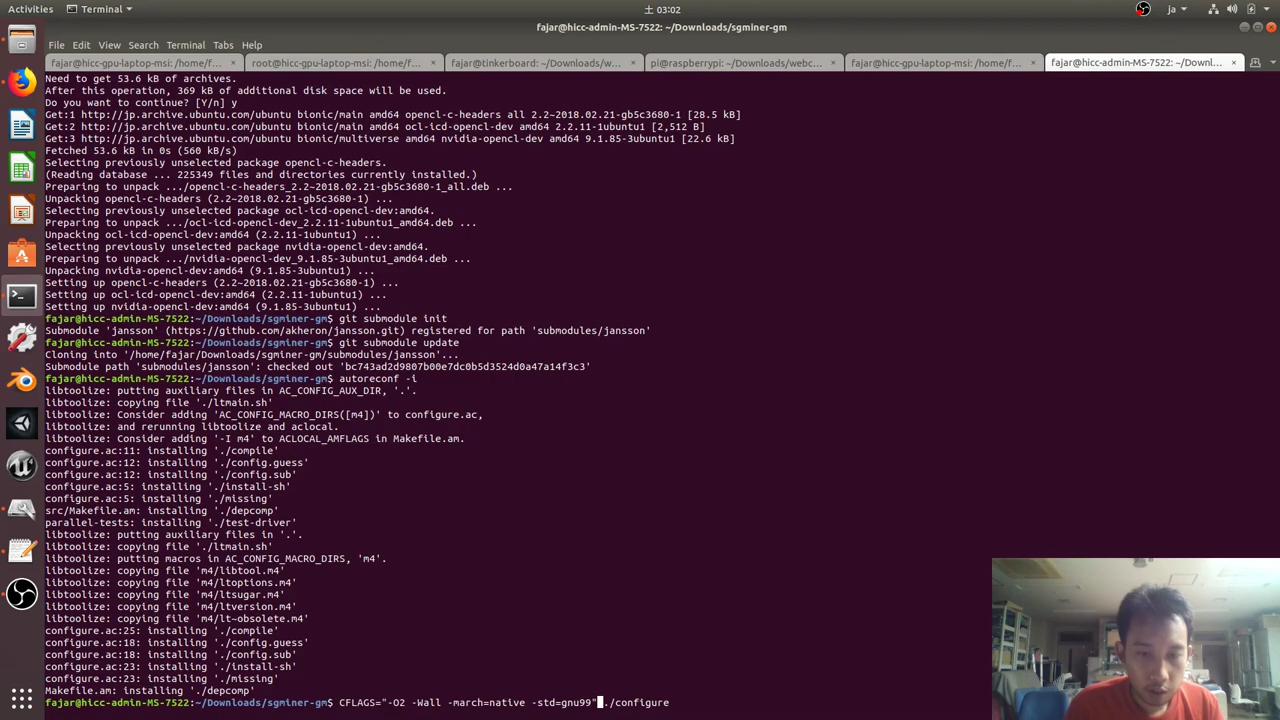 Activities
Terminal
土曜 03:02
ja
fajar@hicc-admin-MS-7522: ~/Downloads/sgminer-gm
File Edit View Search Terminal Tabs Help
fajar@hicc-gpu-laptop-msi: /home/f... root@hicc-gpu-laptop-msi: /home/f... fajar@tinkerboard: ~/Downloads/w... pi@raspberrypi: ~/Downloads/webc... fajar@hicc-gpu-laptop-msi: /home/f... fajar@hicc-admin-MS-7522: ~/Downl...
Need to get 53.6 kB of archives.
After this operation, 369 kB of additional disk space will be used.
Do you want to continue? [Y/n] y
Get:1 http://jp.archive.ubuntu.com/ubuntu bionic/main amd64 opencl-c-headers all 2.2~2018.02.21-gb5c3680-1 [28.5 kB]
Get:2 http://jp.archive.ubuntu.com/ubuntu bionic/main amd64 ocl-icd-opencl-dev amd64 2.2.11-1ubuntu1 [2,512 B]
Get:3 http://jp.archive.ubuntu.com/ubuntu bionic/multiverse amd64 nvidia-opencl-dev amd64 9.1.85-3ubuntu1 [22.6 kB]
Fetched 53.6 kB in 0s (560 kB/s)
Selecting previously unselected package opencl-c-headers.
(Reading database ... 225349 files and directories currently installed.)
Preparing to unpack .../opencl-c-headers_2.2~2018.02.21-gb5c3680-1_all.deb ...
Unpacking opencl-c-headers (2.2~2018.02.21-gb5c3680-1) ...
Selecting previously unselected package ocl-icd-opencl-dev:amd64.
Preparing to unpack .../ocl-icd-opencl-dev_2.2.11-1ubuntu1_amd64.deb ...
Unpacking ocl-icd-opencl-dev:amd64 (2.2.11-1ubuntu1) ...
Selecting previously unselected package nvidia-opencl-dev:amd64.
Preparing to unpack .../nvidia-opencl-dev_9.1.85-3ubuntu1_amd64.deb ...
Unpacking nvidia-opencl-dev:amd64 (9.1.85-3ubuntu1) ...
Setting up opencl-c-headers (2.2~2018.02.21-gb5c3680-1) ...
Setting up ocl-icd-opencl-dev:amd64 (2.2.11-1ubuntu1) ...
Setting up nvidia-opencl-dev:amd64 (9.1.85-3ubuntu1) ...
fajar@hicc-admin-MS-7522:~/Downloads/sgminer-gm$ git submodule init
Submodule 'jansson' (https://github.com/akheron/jansson.git) registered for path 'submodules/jansson'
fajar@hicc-admin-MS-7522:~/Downloads/sgminer-gm$ git submodule update
Cloning into '/home/fajar/Downloads/sgminer-gm/submodules/jansson'...
Submodule path 'submodules/jansson': checked out 'bc743ad2d9807b00e7dc0b5d3524d0a47a14f3c3'
fajar@hicc-admin-MS-7522:~/Downloads/sgminer-gm$ autoreconf -i
libtoolize: putting auxiliary files in AC_CONFIG_AUX_DIR, '.'.
libtoolize: copying file './ltmain.sh'
libtoolize: Consider adding 'AC_CONFIG_MACRO_DIRS([m4])' to configure.ac,
libtoolize: and rerunning libtoolize and aclocal.
libtoolize: Consider adding '-I m4' to ACLOCAL_AMFLAGS in Makefile.am.
configure.ac:11: installing './compile'
configure.ac:12: installing './config.guess'
configure.ac:12: installing './config.sub'
configure.ac:5: installing './install-sh'
configure.ac:5: installing './missing'
src/Makefile.am: installing './depcomp'
parallel-tests: installing './test-driver'
libtoolize: putting auxiliary files in '.'.
libtoolize: copying file './ltmain.sh'
libtoolize: putting macros in AC_CONFIG_MACRO_DIRS, 'm4'.
libtoolize: copying file 'm4/libtool.m4'
libtoolize: copying file 'm4/ltoptions.m4'
libtoolize: copying file 'm4/ltsugar.m4'
libtoolize: copying file 'm4/ltversion.m4'
libtoolize: copying file 'm4/lt~obsolete.m4'
configure.ac:25: installing './compile'
configure.ac:18: installing './config.guess'
configure.ac:18: installing './config.sub'
configure.ac:23: installing './install-sh'
configure.ac:23: installing './missing'
Makefile.am: installing './depcomp'
fajar@hicc-admin-MS-7522:~/Downloads/sgminer-gm$ CFLAGS="-O2 -Wall -march=native -std=gnu99" ./configure